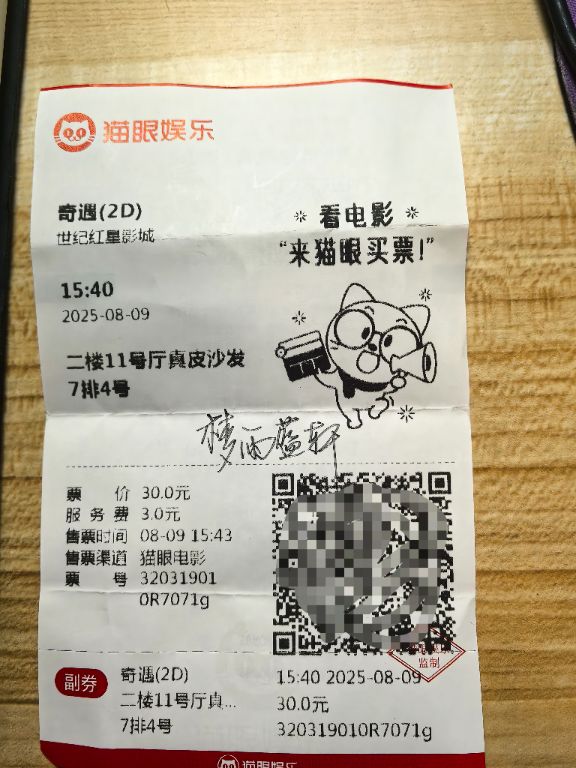 猫眼娱乐
奇遇(2D)
世纪红星影城
看电影
“来猫眼买票!”
15:40
2025-08-09
二楼11号厅真皮沙发
7排4号
票 价 30.0元
服务费 3.0元
售票时间 08-09 15:43
售票渠道 猫眼电影
票 号 32031901
0R7071g
监制
副券
奇遇(2D)
15:40 2025-08-09
二楼11号厅真...
30.0元
7排4号
320319010R7071g
猫眼娱乐